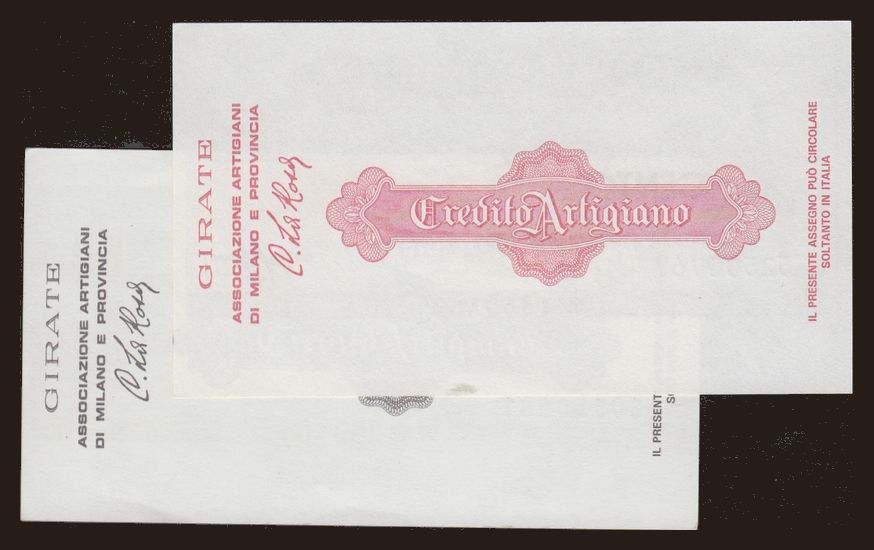 GIRATE
ASSOCIAZIONE ARTIGIANI
DI MILANO E PROVINCIA
Credito Artigiano
IL PRESENTE ASSEGNO PUÒ CIRCOLARE
SOLTANTO IN ITALIA
GIRATE
ASSOCIAZIONE ARTIGIANI
DI MILANO E PROVINCIA
IL PRESENT
SO